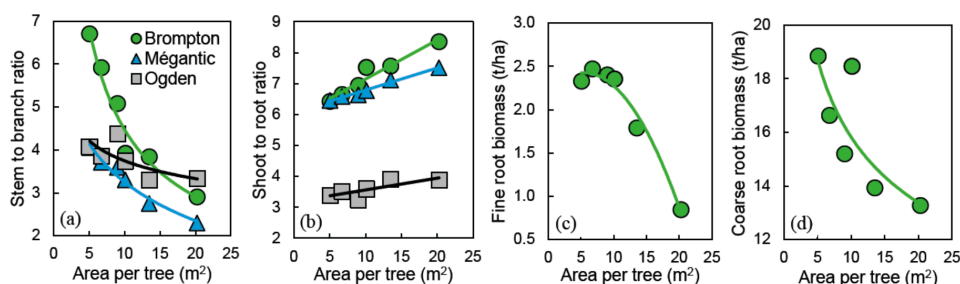 Stem to branch ratio
7
6
5
4
3
2
Brompton
Mégantic
Ogden
(a)
0 5 10 15 20 25
Area per tree (m²)
Shoot to root ratio
10
9
8
7
6
5
4
3
2
(b)
0 5 10 15 20 25
Area per tree (m²)
Fine root biomass (t/ha)
3.0
2.5
2.0
1.5
1.0
0.5
(c)
0 5 10 15 20 25
Area per tree (m²)
Coarse root biomass (t/ha)
20
18
16
14
12
(d)
0 5 10 15 20 25
Area per tree (m²)